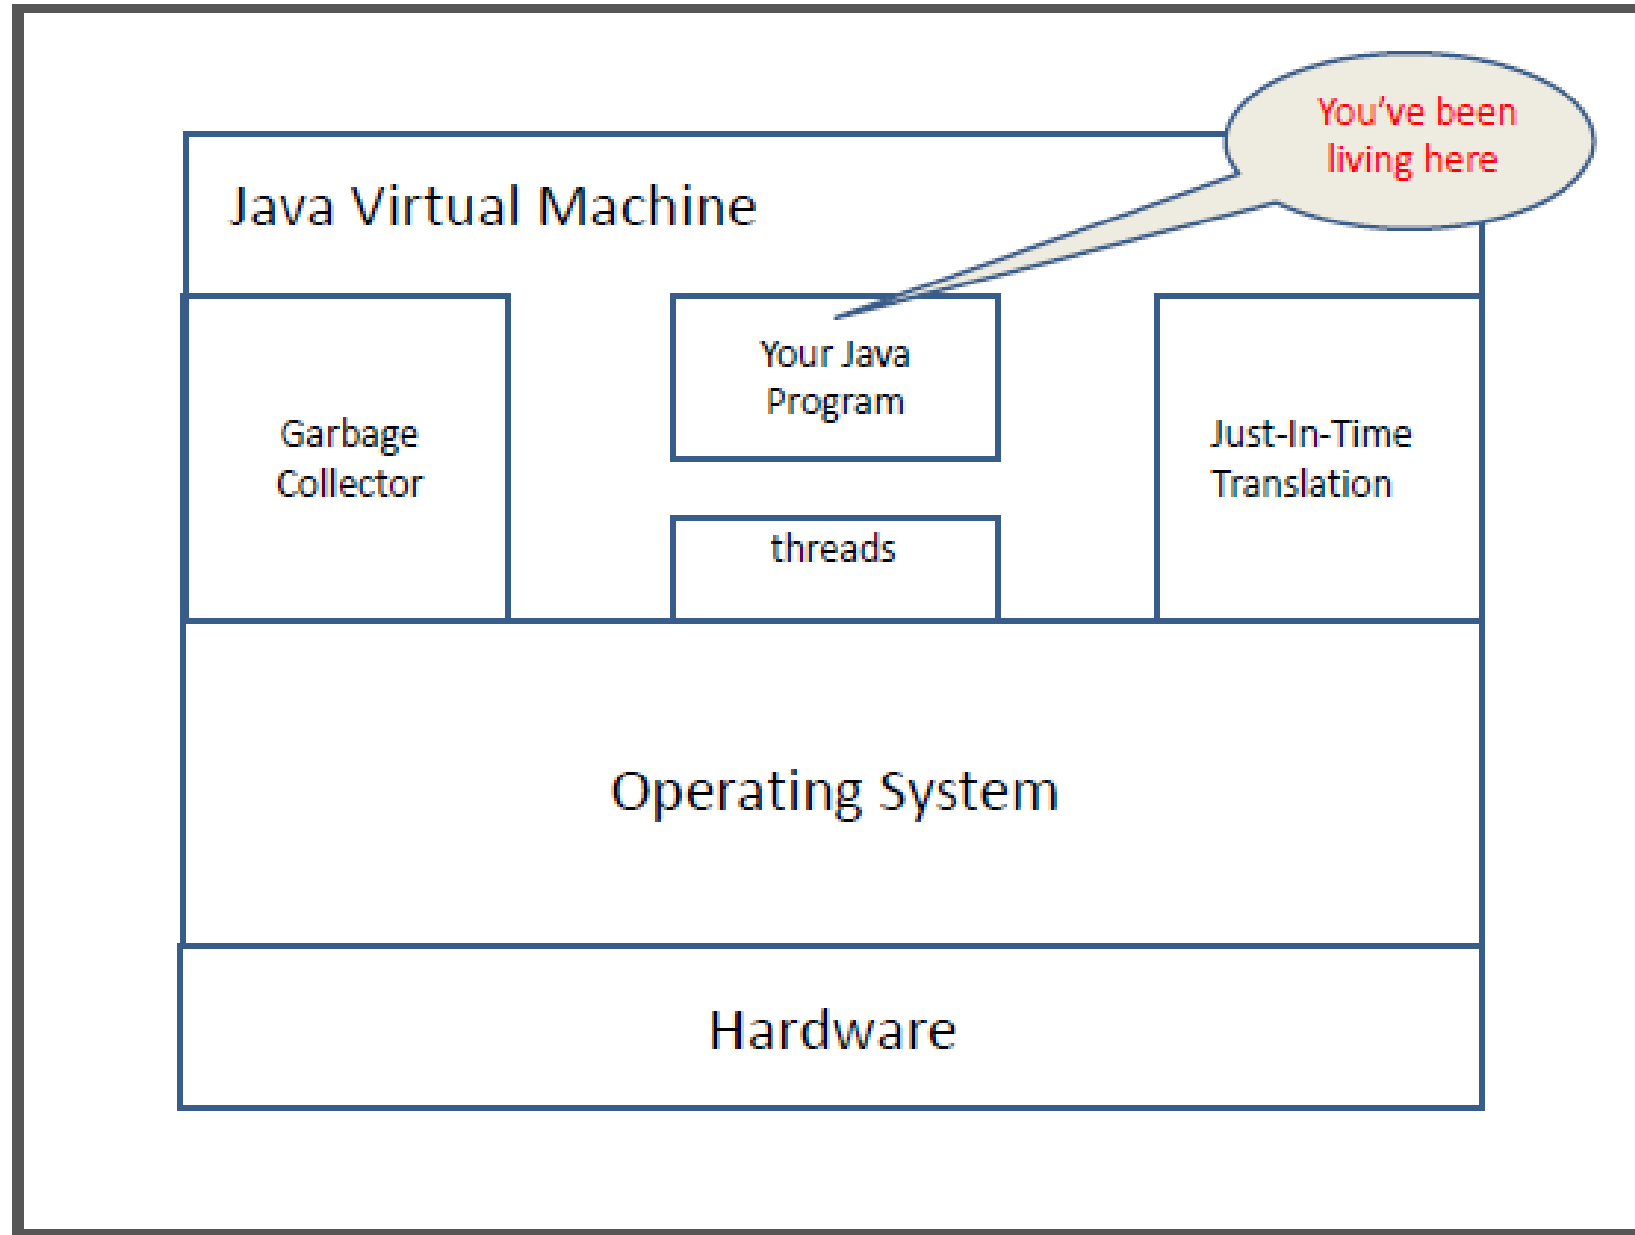 You've been
living here
Java Virtual Machine
Your Java
Program
Garbage
Collector
Just-In-Time
Translation
threads
Operating System
Hardware